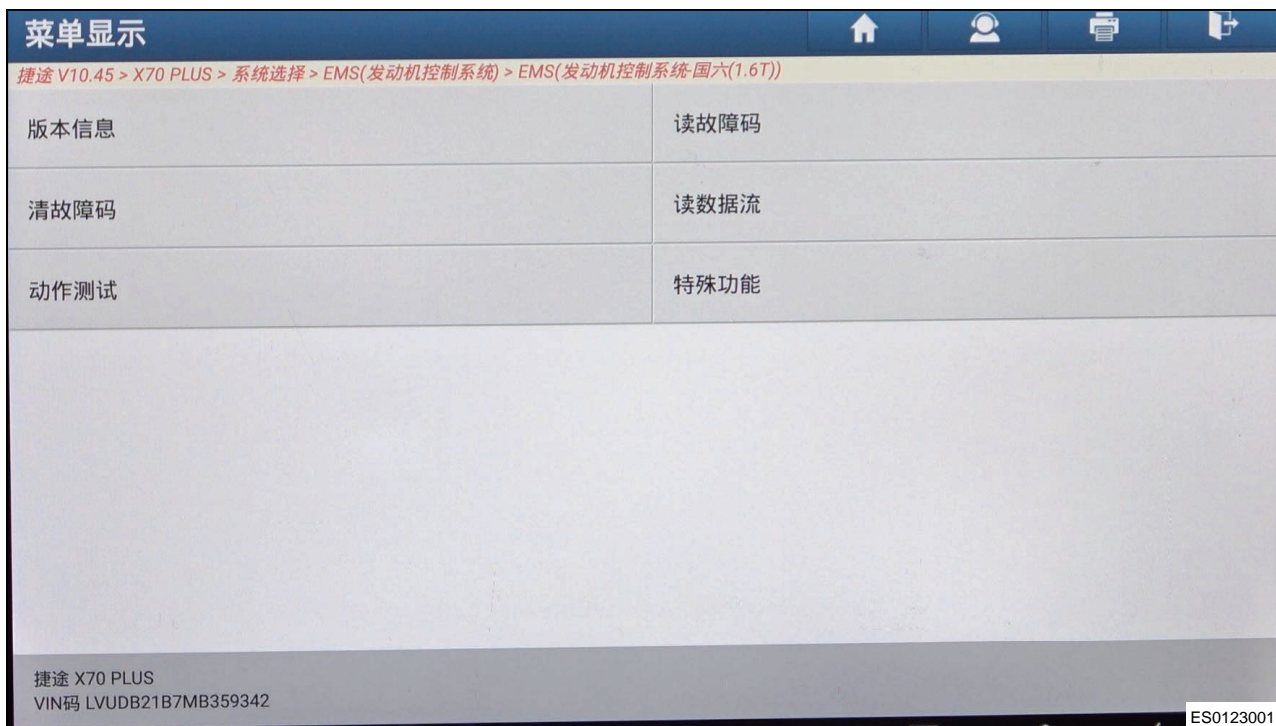 菜单显示
捷途 V10.45 > X70 PLUS > 系统选择 > EMS(发动机控制系统) > EMS(发动机控制系统-国六(1.6T))
版本信息
读故障码
清故障码
读数据流
动作测试
特殊功能
捷途 X70 PLUS
VIN码 LVUDB21B7MB359342
ES0123001